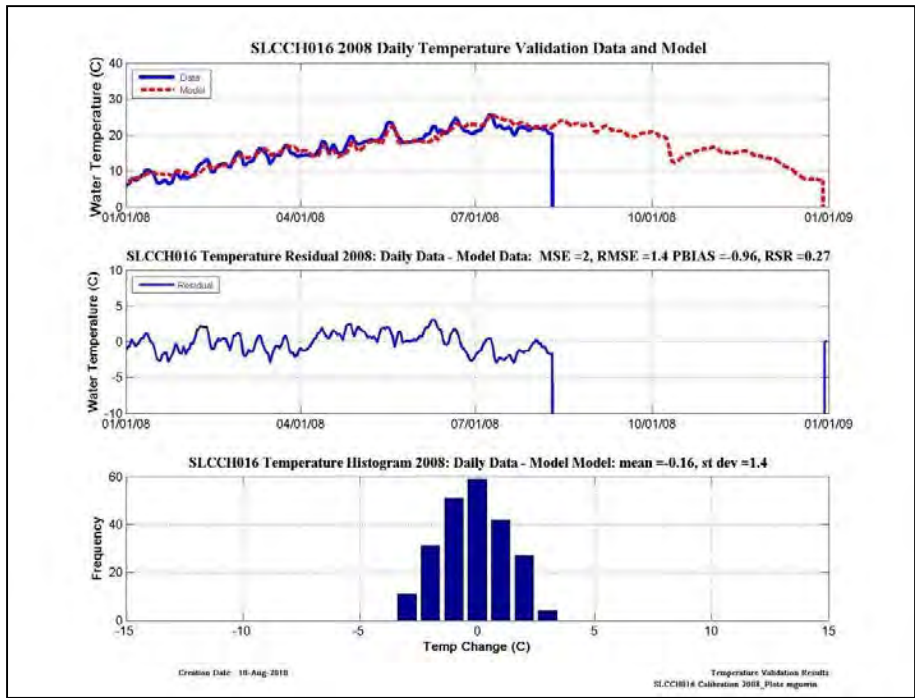 SLCCH016 2008 Daily Temperature Validation Data and Model
Water Temperature (C)
40
30
20
10
0
Data
Model
01/01/08 04/01/08 07/01/08 10/01/08 01/01/09
SLCCH016 Temperature Residual 2008: Daily Data - Model Data: MSE =2, RMSE =1.4 PBIAS =-0.96, RSR =0.27
Water Temperature (C)
10
5
0
-5
-10
Residual
01/01/08 04/01/08 07/01/08 10/01/08 01/01/09
SLCCH016 Temperature Histogram 2008: Daily Data - Model Model: mean =-0.16, st dev =1.4
Frequency
60
40
20
0
-15 -10 -5 0 5 10 15
Temp Change (C)
Creation Date 10-Aug-2010
Temperature Validation Results
SLCCH016 Calibration 2008_Plots